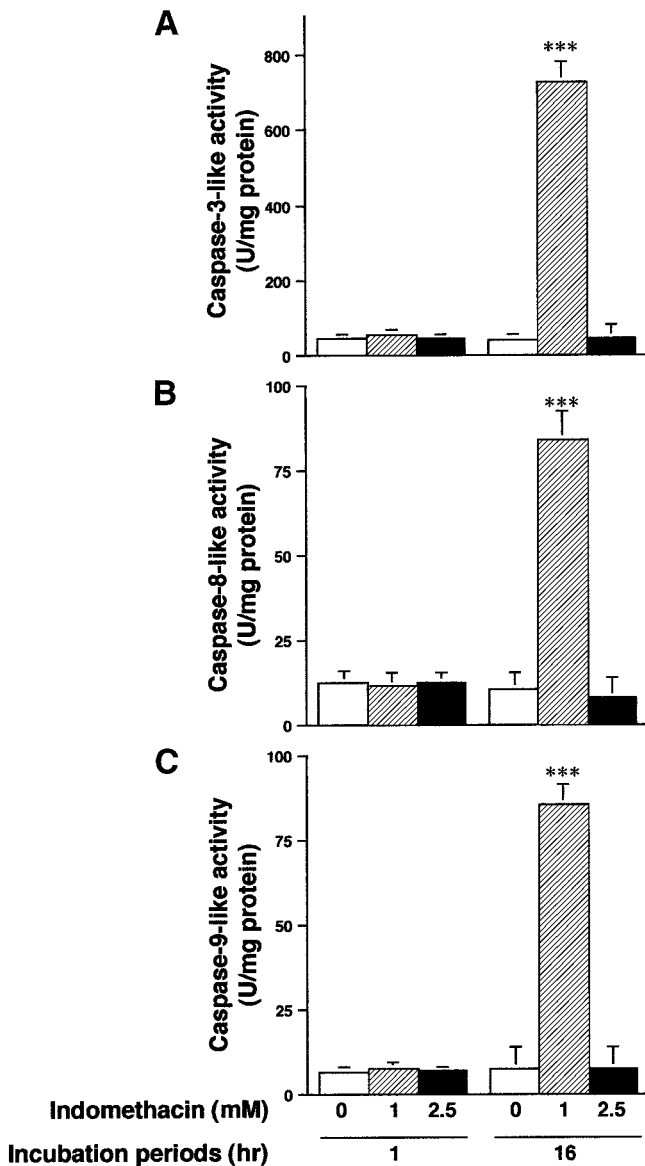 A
Caspase-3-like activity
(U/mg protein)
800
600
400
200
0
***
B
Caspase-8-like activity
(U/mg protein)
100
75
50
25
0
***
C
Caspase-9-like activity
(U/mg protein)
100
75
50
25
0
***
Indomethacin (mM) 0 1 2.5 0 1 2.5
Incubation periods (hr) 1 16